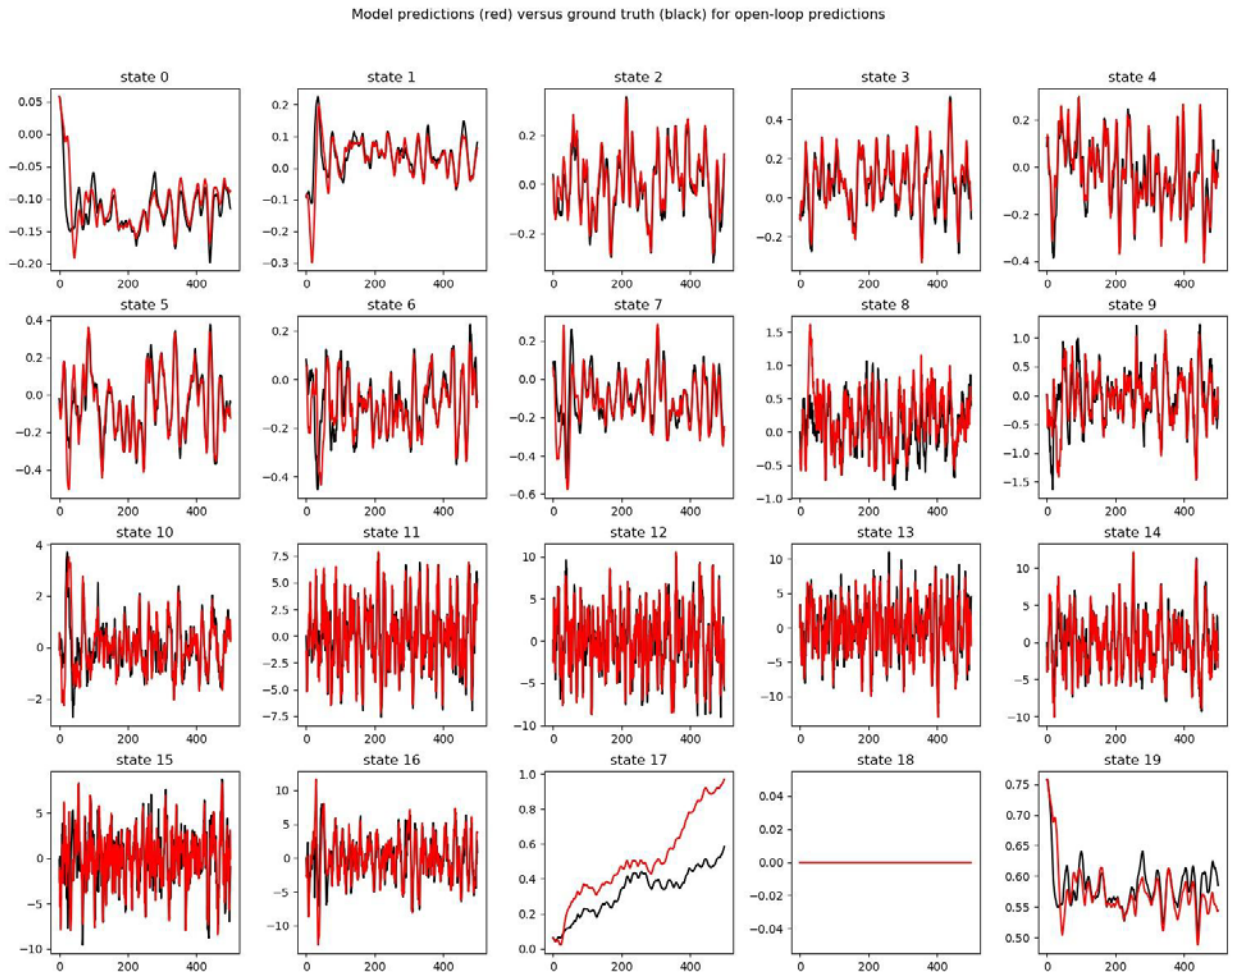 Model predictions (red) versus ground truth (black) for open-loop predictions
state 0 state 1 state 2 state 3 state 4
0.05 0.00 −0.05 −0.10 −0.15 −0.20
0.2 0.1 0.0 −0.1 −0.2 −0.3
0.2 0.0 −0.2
0.4 0.2 0.0 −0.2
0.2 0.0 −0.2 −0.4
0 200 400 0 200 400 0 200 400 0 200 400 0 200 400
state 5 state 6 state 7 state 8 state 9
0.4 0.2 0.0 −0.2 −0.4
0.2 0.0 −0.2 −0.4
0.2 0.0 −0.2 −0.4 −0.6
1.5 1.0 0.5 0.0 −0.5 −1.0
1.0 0.5 0.0 −0.5 −1.0 −1.5
0 200 400 0 200 400 0 200 400 0 200 400 0 200 400
state 10 state 11 state 12 state 13 state 14
4 2 0 −2
7.5 5.0 2.5 0.0 −2.5 −5.0 −7.5
10 5 0 −5 −10
10 5 0 −5 −10
10 5 0 −5 −10
0 200 400 0 200 400 0 200 400 0 200 400 0 200 400
state 15 state 16 state 17 state 18 state 19
5 0 −5 −10
10 5 0 −5 −10
1.0 0.8 0.6 0.4 0.2 0.0
0.04 0.02 0.00 −0.02 −0.04
0.75 0.70 0.65 0.60 0.55 0.50
0 200 400 0 200 400 0 200 400 0 200 400 0 200 400